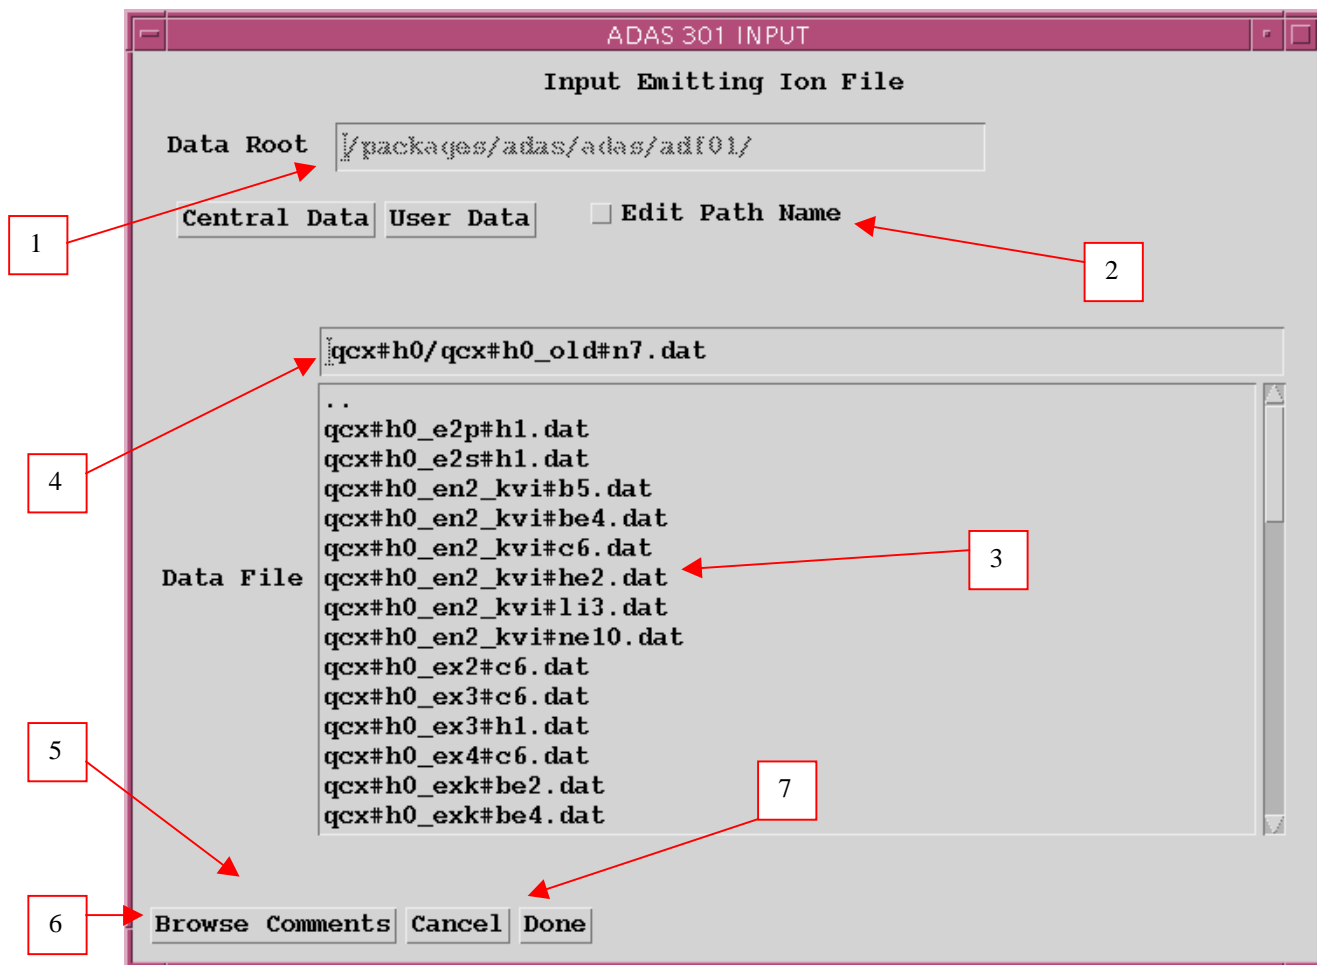 ADAS 301 INPUT
Input Emitting Ion File
Data Root /packages/adas/adas/adf01/
1
Central Data User Data Edit Path Name
2
qcx#h0/qcx#h0_old#n7.dat
4
..
qcx#h0_e2p#h1.dat
qcx#h0_e2s#h1.dat
qcx#h0_en2_kvi#b5.dat
qcx#h0_en2_kvi#be4.dat
qcx#h0_en2_kvi#c6.dat
3
Data File qcx#h0_en2_kvi#he2.dat
qcx#h0_en2_kvi#li3.dat
qcx#h0_en2_kvi#ne10.dat
qcx#h0_ex2#c6.dat
qcx#h0_ex3#c6.dat
qcx#h0_ex3#h1.dat
qcx#h0_ex4#c6.dat
qcx#h0_exk#be2.dat
qcx#h0_exk#be4.dat
5
7
6
Browse Comments Cancel Done